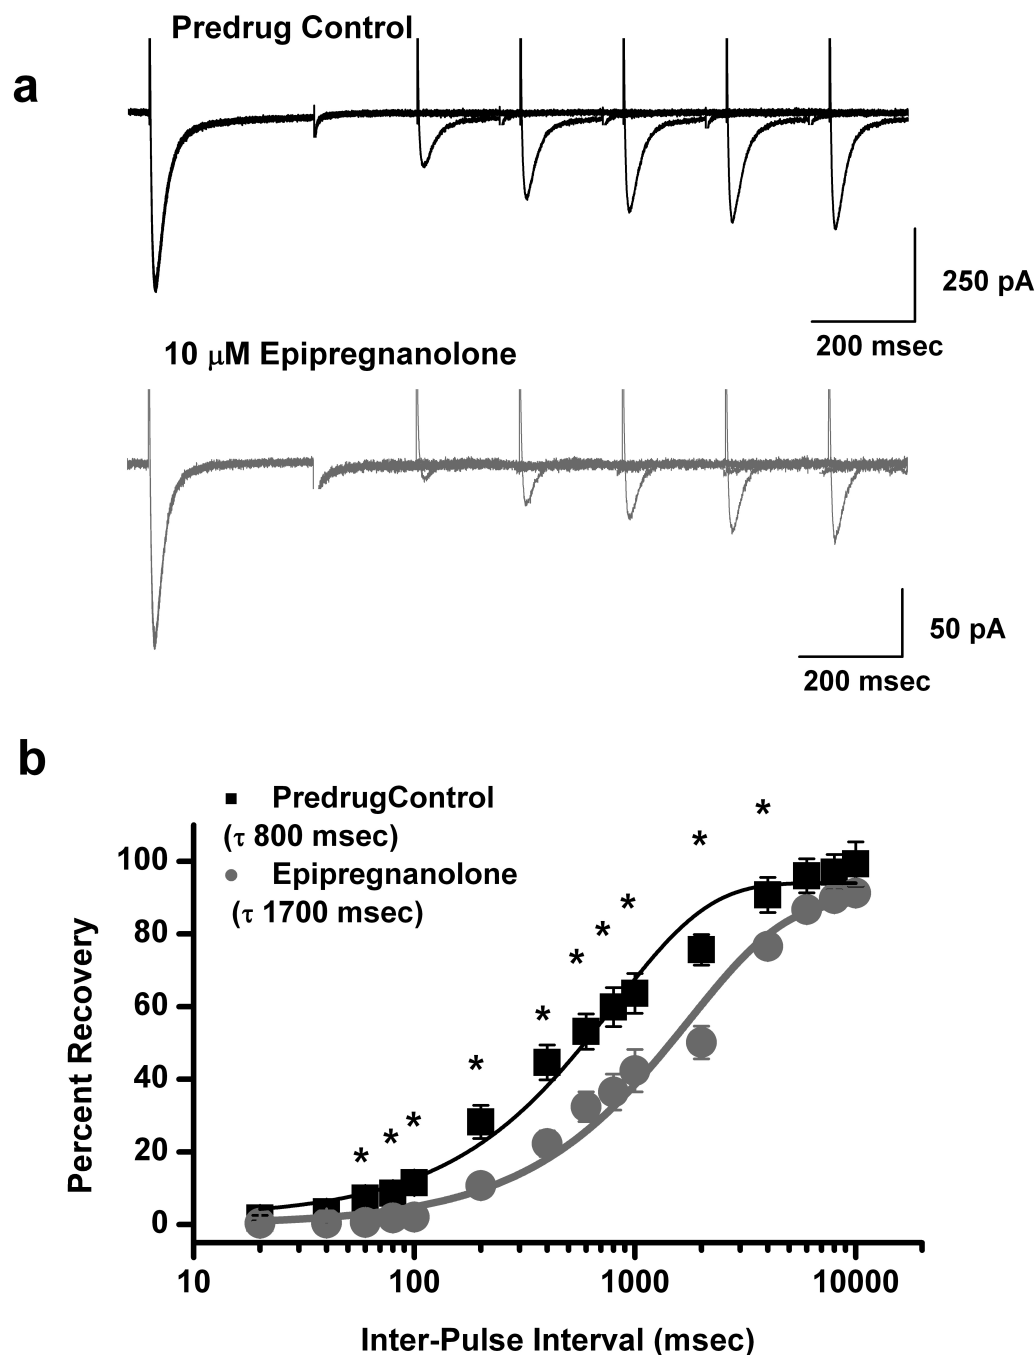 a
Predrug Control
250 pA
200 msec
10 μM Epipregnanolone
50 pA
200 msec
b
PredrugControl
(τ 800 msec)
Epipregnanolone
(τ 1700 msec)
* * * * * * * * * *
Percent Recovery
100
80
60
40
20
0
10 100 1000 10000
Inter-Pulse Interval (msec)